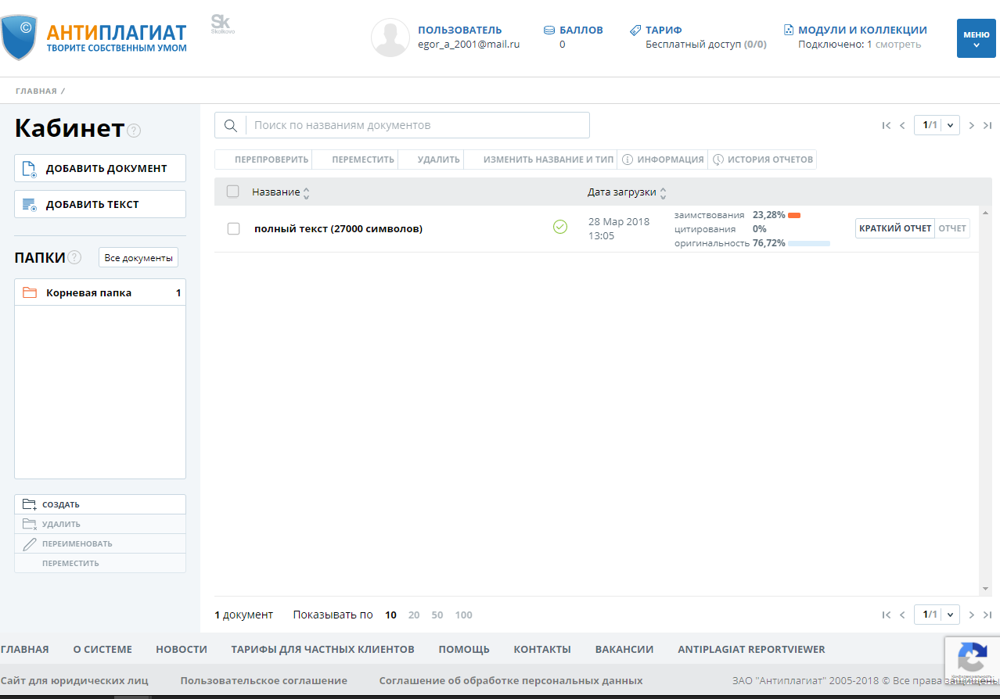 ©
АНТИПЛАГИАТ
ТВОРИТЕ СОБСТВЕННЫМ УМОМ
Sk
Skolkovo
ПОЛЬЗОВАТЕЛЬ
egor_a_2001@mail.ru
БАЛЛОВ
0
ТАРИФ
Бесплатный доступ (0/0)
МОДУЛИ И КОЛЛЕКЦИИ
Подключено: 1 смотреть
МЕНЮ
ГЛАВНАЯ /
Кабинет ?
ДОБАВИТЬ ДОКУМЕНТ
ДОБАВИТЬ ТЕКСТ
ПАПКИ ? Все документы
Корневая папка 1
СОЗДАТЬ
УДАЛИТЬ
ПЕРЕИМЕНОВАТЬ
ПЕРЕМЕСТИТЬ
Поиск по названиям документов
1/1
ПЕРЕПРОВЕРИТЬ ПЕРЕМЕСТИТЬ УДАЛИТЬ ИЗМЕНИТЬ НАЗВАНИЕ И ТИП ИНФОРМАЦИЯ ИСТОРИЯ ОТЧЕТОВ
Название Дата загрузки
полный текст (27000 символов)
28 Мар 2018
13:05
заимствования 23,28%
цитирования 0%
оригинальность 76,72%
КРАТКИЙ ОТЧЕТ ОТЧЕТ
1 документ Показывать по 10 20 50 100
1/1
ГЛАВНАЯ О СИСТЕМЕ НОВОСТИ ТАРИФЫ ДЛЯ ЧАСТНЫХ КЛИЕНТОВ ПОМОЩЬ КОНТАКТЫ ВАКАНСИИ ANTIPLAGIAT REPORTVIEWER
Сайт для юридических лиц Пользовательское соглашение Соглашение об обработке персональных данных ЗАО "Антиплагиат" 2005-2018 © Все права защищены
Конфиденциальность -